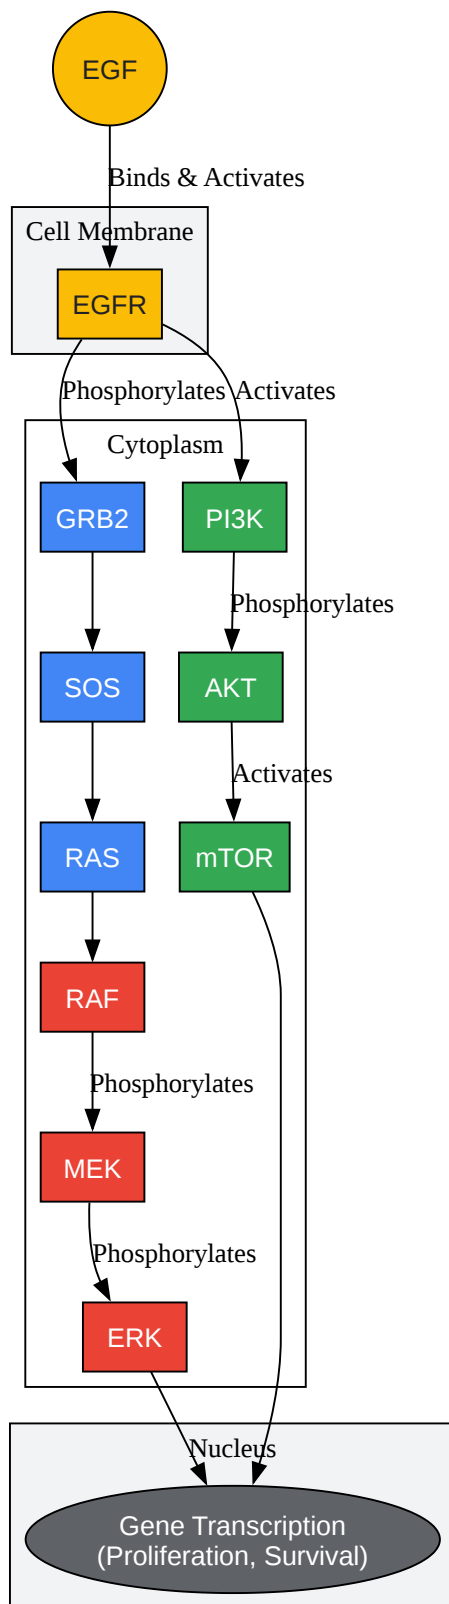 EGF
Binds & Activates
Cell Membrane
EGFR
Phosphorylates
Activates
Cytoplasm
GRB2
PI3K
Phosphorylates
SOS
AKT
Activates
RAS
mTOR
RAF
Phosphorylates
MEK
Phosphorylates
ERK
Nucleus
Gene Transcription
(Proliferation, Survival)